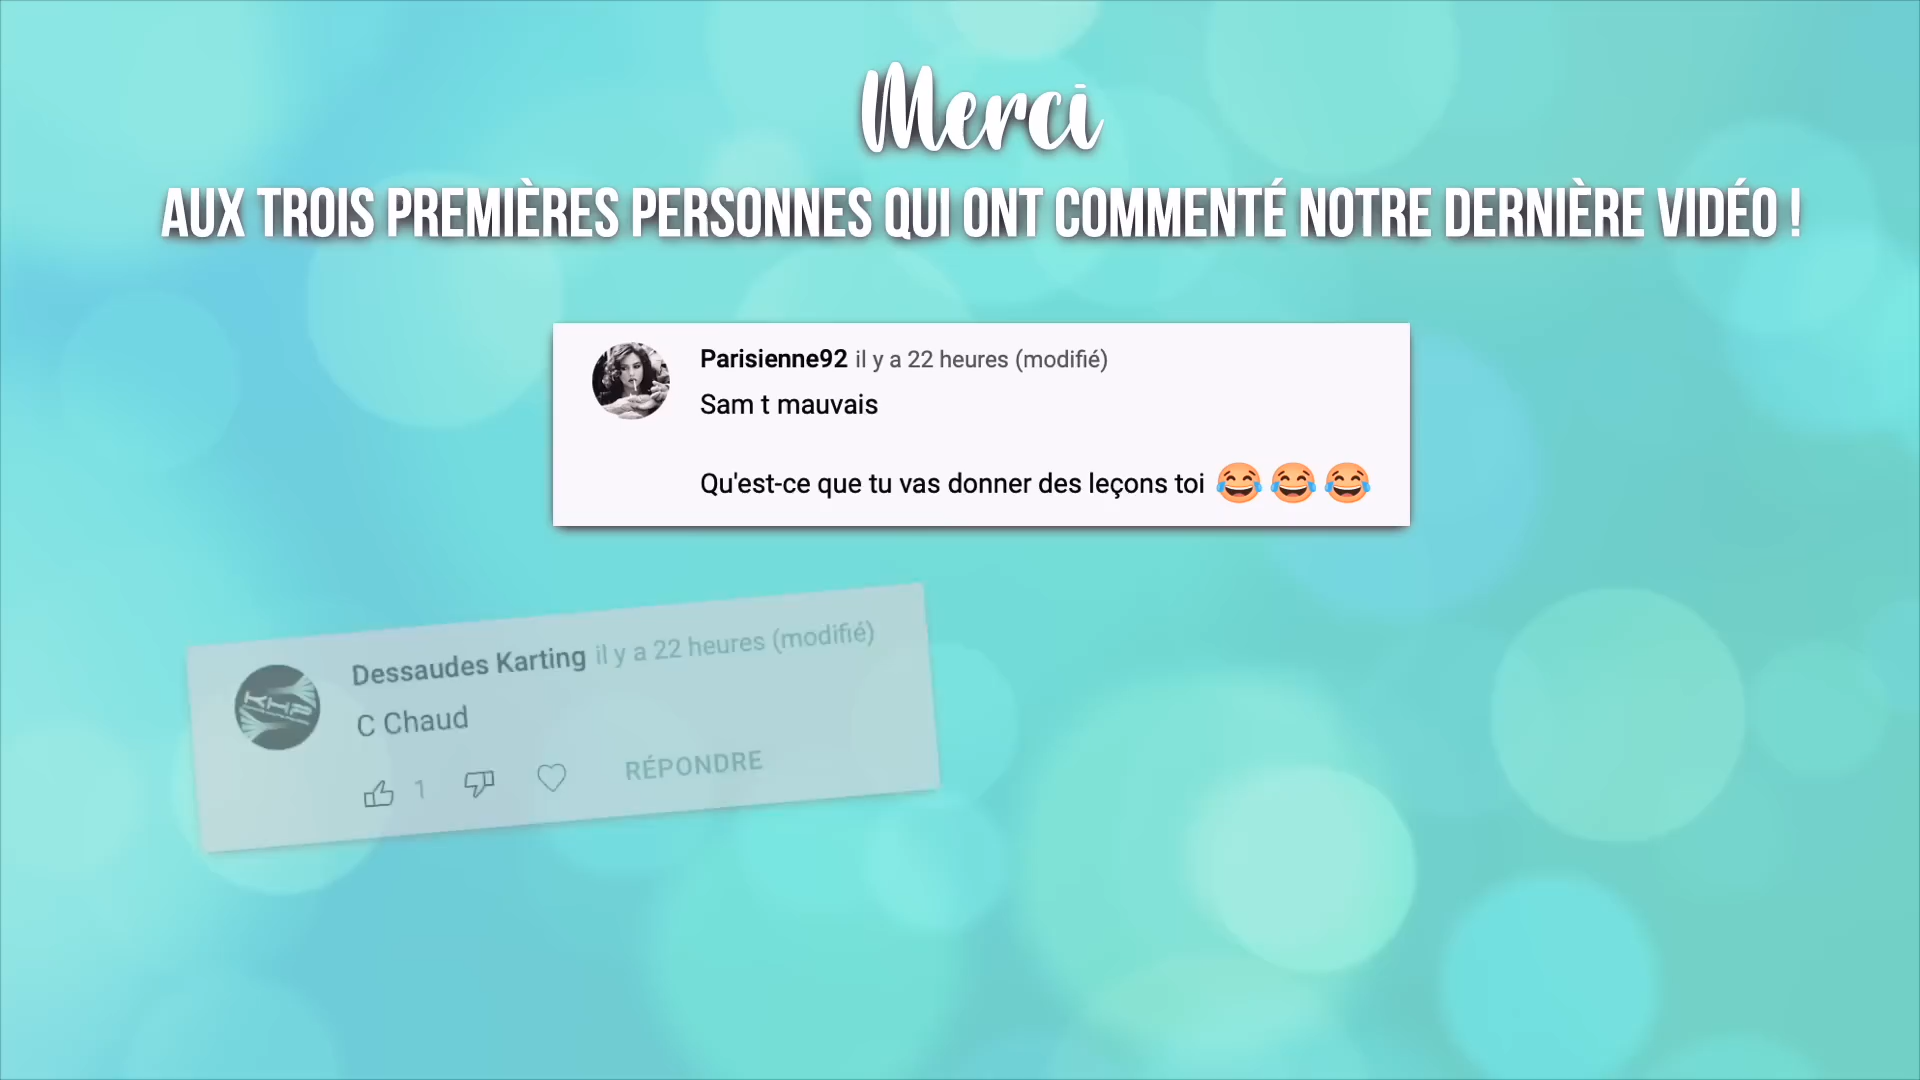 Merci
AUX TROIS PREMIÈRES PERSONNES QUI ONT COMMENTÉ NOTRE DERNIÈRE VIDÉO !
Parisienne92 il y a 22 heures (modifié)
Sam t mauvais
Qu'est-ce que tu vas donner des leçons toi 😂😂😂
Dessaudes Karting il y a 22 heures (modifié)
C Chaud
1 RÉPONDRE